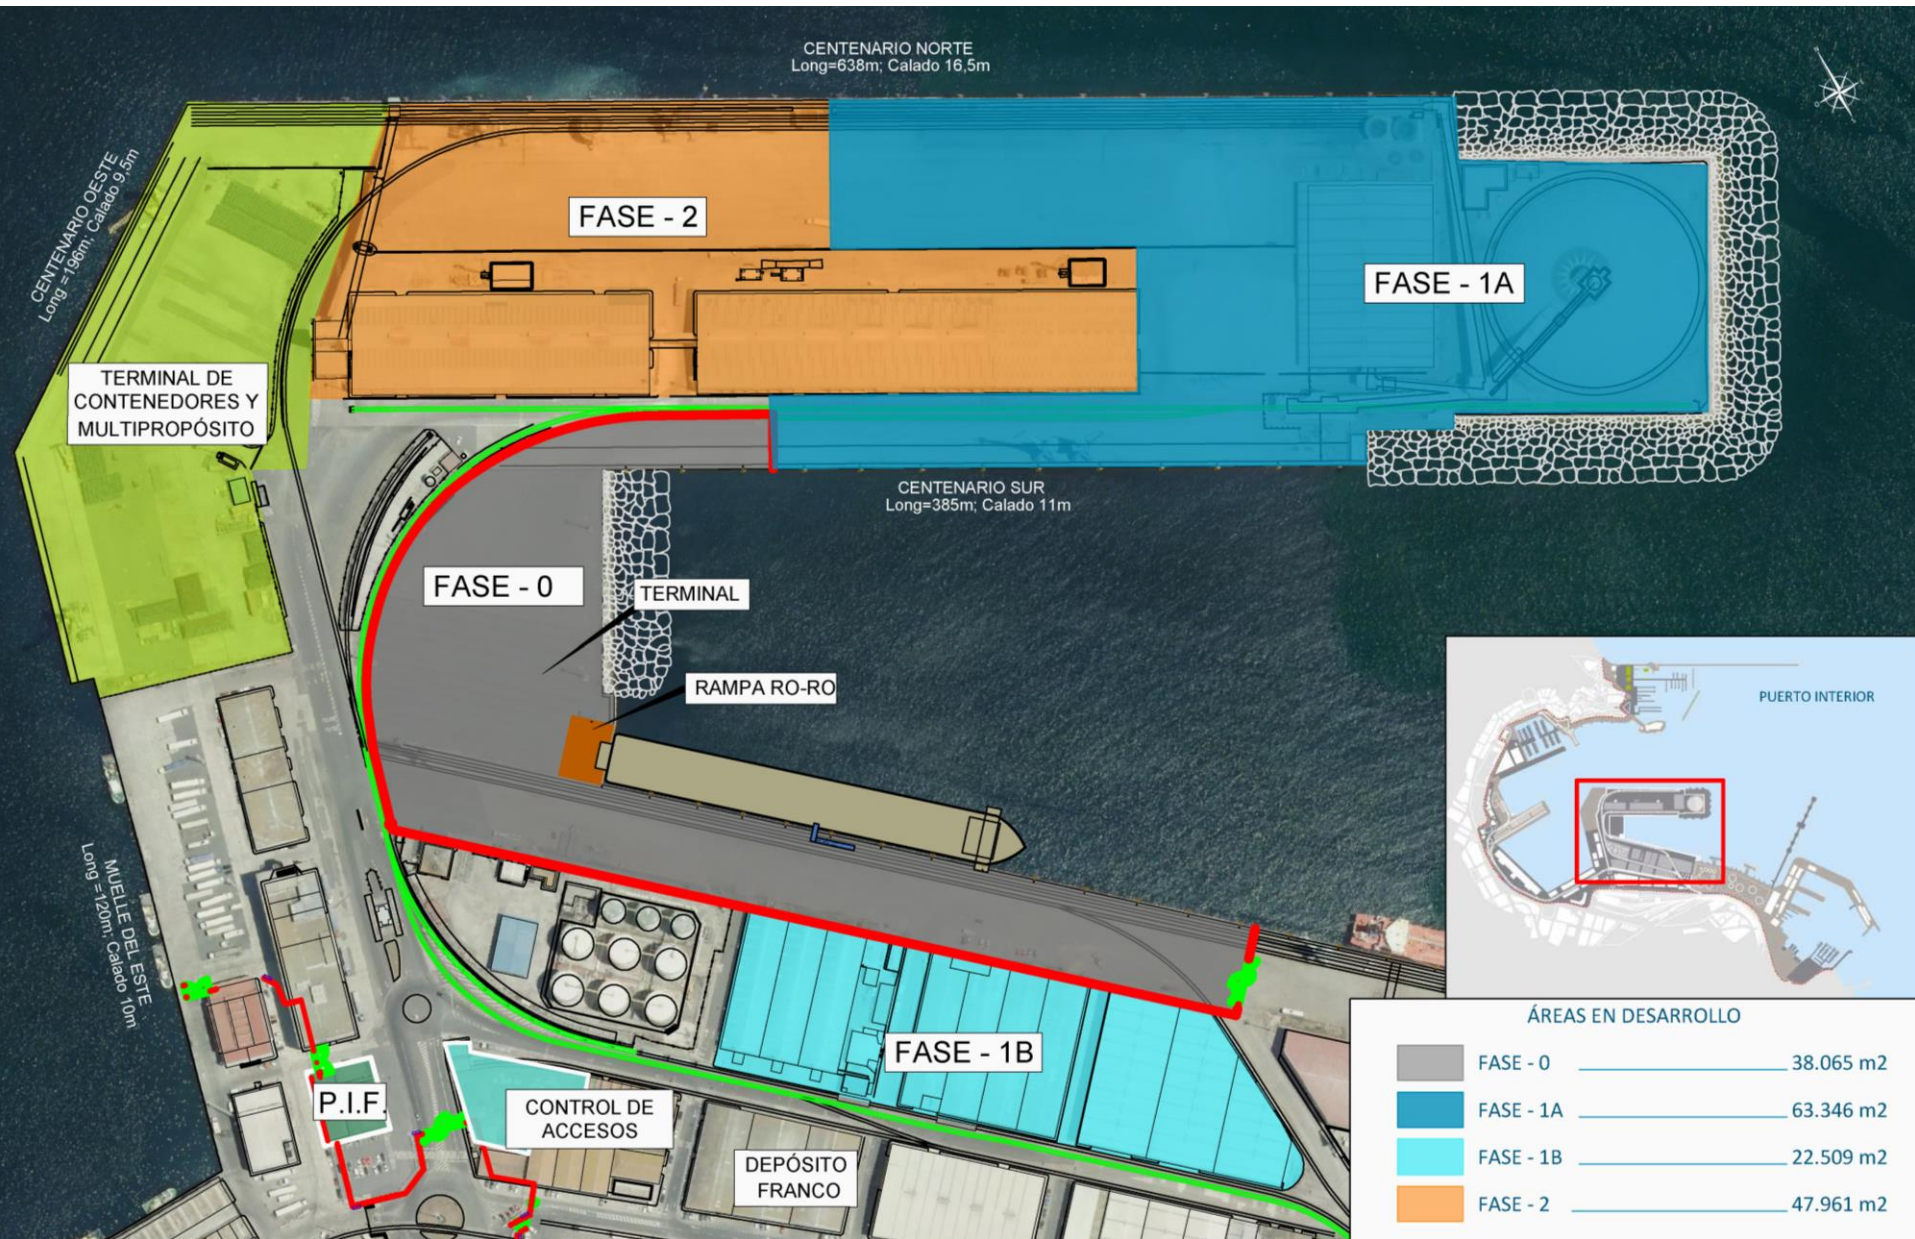 CENTENARIO NORTE
Long=638m; Calado 16,5m
CENTENARIO OESTE
Long =196m; Calado 9,5m
FASE - 2
FASE - 1A
TERMINAL DE
CONTENEDORES Y
MULTIPROPÓSITO
CENTENARIO SUR
Long=385m; Calado 11m
FASE - 0
TERMINAL
RAMPA RO-RO
PUERTO INTERIOR
MUELLE DEL ESTE
Long =120m; Calado 10m
FASE - 1B
P.I.F.
CONTROL DE
ACCESOS
DEPÓSITO
FRANCO
ÁREAS EN DESARROLLO
FASE - 0 38.065 m2
FASE - 1A 63.346 m2
FASE - 1B 22.509 m2
FASE - 2 47.961 m2